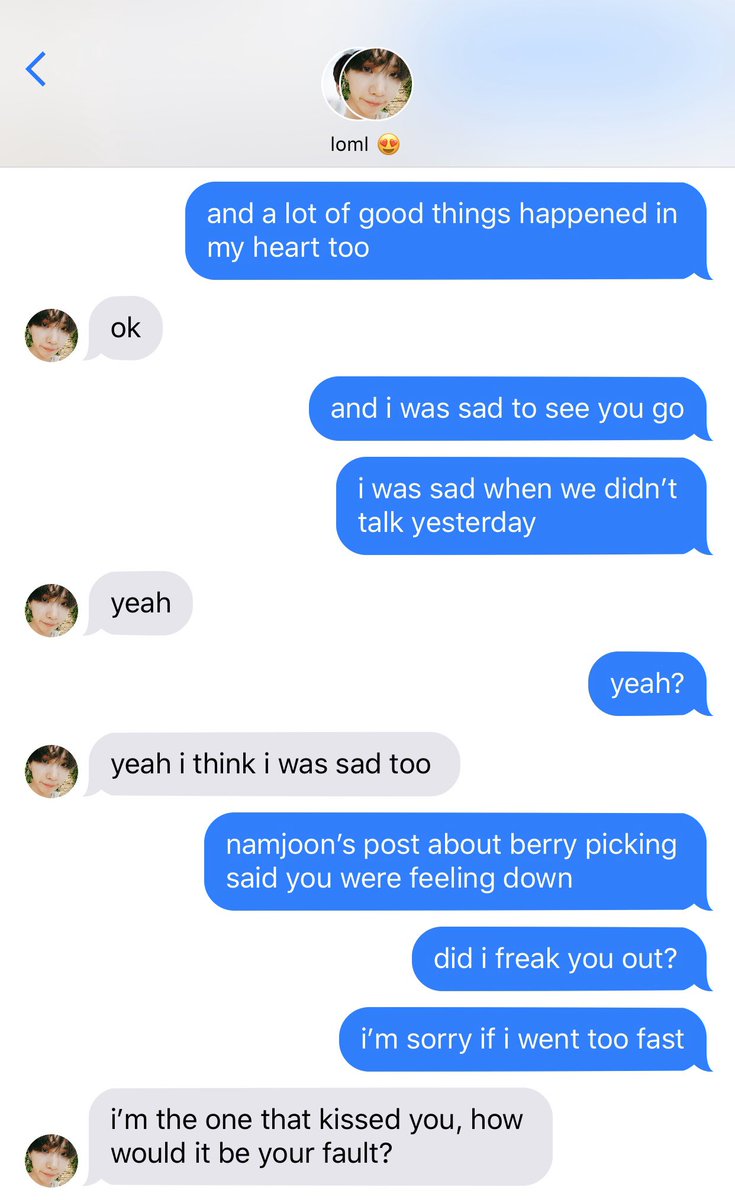 loml 😍
and a lot of good things happened in
my heart too
ok
and i was sad to see you go
i was sad when we didn’t
talk yesterday
yeah
yeah?
yeah i think i was sad too
namjoon’s post about berry picking
said you were feeling down
did i freak you out?
i’m sorry if i went too fast
i’m the one that kissed you, how
would it be your fault?